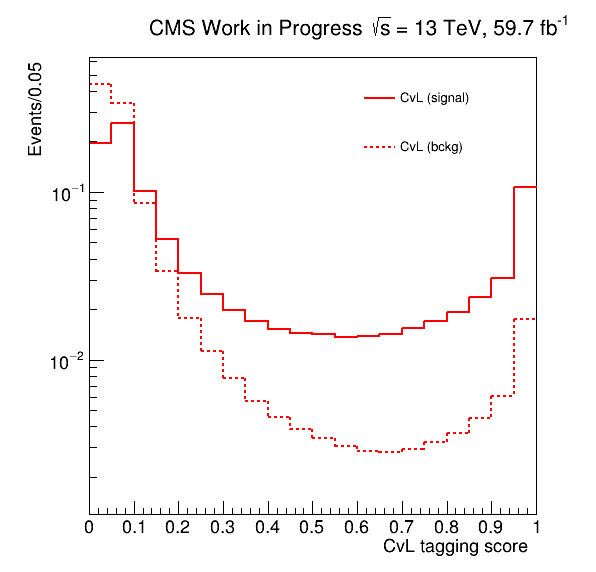 CMS Work in Progress √s = 13 TeV, 59.7 fb⁻¹
Events/0.05
CvL (signal)
CvL (bckg)
10⁻¹
10⁻²
0 0.1 0.2 0.3 0.4 0.5 0.6 0.7 0.8 0.9 1
CvL tagging score